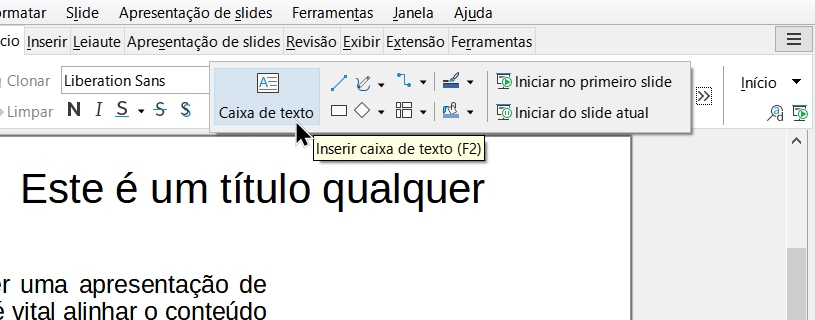 ormatar Slide Apresentação de slides Ferramentas Janela Ajuda
cio Inserir Leiaute Apresentação de slides Revisão Exibir Extensão Ferramentas
Clonar Liberation Sans
Limpar N I S S S
Caixa de texto
Iniciar no primeiro slide
Iniciar do slide atual
Início
Inserir caixa de texto (F2)
Este é um título qualquer
er uma apresentação de
é vital alinhar o conteúdo